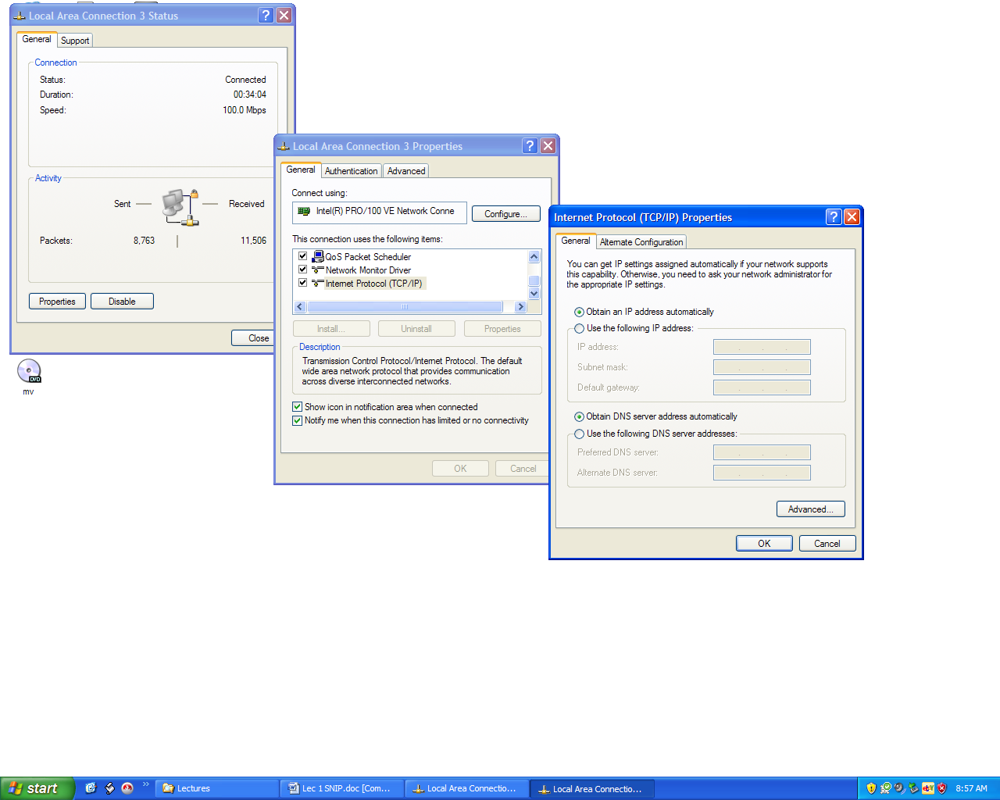 Local Area Connection 3 Status
General Support
Connection
Status: Connected
Duration: 00:34:04
Speed: 100.0 Mbps
Activity
Sent Received
Packets: 8,763 11,506
Properties Disable
Close
DVD
mv
Local Area Connection 3 Properties
General Authentication Advanced
Connect using:
Intel(R) PRO/100 VE Network Conne
Configure...
This connection uses the following items:
QoS Packet Scheduler
Network Monitor Driver
Internet Protocol (TCP/IP)
Install... Uninstall Properties
Description
Transmission Control Protocol/Internet Protocol. The default
wide area network protocol that provides communication
across diverse interconnected networks.
Show icon in notification area when connected
Notify me when this connection has limited or no connectivity
OK Cancel
Internet Protocol (TCP/IP) Properties
General Alternate Configuration
You can get IP settings assigned automatically if your network supports
this capability. Otherwise, you need to ask your network administrator for
the appropriate IP settings.
Obtain an IP address automatically
Use the following IP address:
IP address:
Subnet mask:
Default gateway:
Obtain DNS server address automatically
Use the following DNS server addresses:
Preferred DNS server:
Alternate DNS server:
Advanced...
OK Cancel
start Lectures Lec 1 SNIP.doc [Com... Local Area Connectio... Local Area Connectio... 8:57 AM